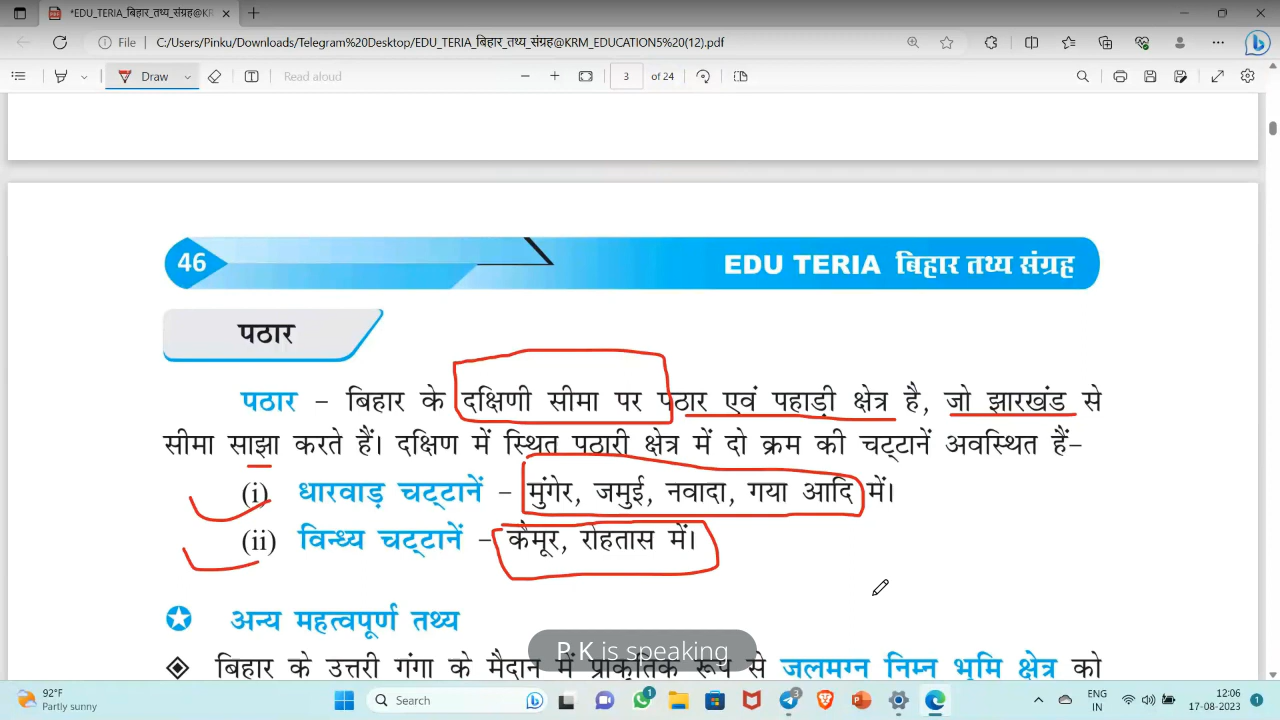 *EDU_TERIA_बिहार_तथ्य_संग्रह@KR
File C:/Users/Pinku/Downloads/Telegram%20Desktop/EDU_TERIA_बिहार_तथ्य_संग्रह@KRM_EDUCATION5%20(12).pdf
Draw Read aloud 3 of 24
46 EDU TERIA बिहार तथ्य संग्रह
पठार
पठार – बिहार के दक्षिणी सीमा पर पठार एवं पहाड़ी क्षेत्र है, जो झारखंड से
सीमा साझा करते हैं। दक्षिण में स्थित पठारी क्षेत्र में दो क्रम की चट्टानें अवस्थित हैं–
(i) धारवाड़ चट्टानें – मुंगेर, जमुई, नवादा, गया आदि में।
(ii) विन्ध्य चट्टानें – कैमूर, रोहतास में।
अन्य महत्वपूर्ण तथ्य
P K is speaking
बिहार के उत्तरी गंगा के मैदान में प्राकृतिक रूप से जलमग्न निम्न भूमि क्षेत्र को
92°F
Partly sunny
Search
1
3
ENG
IN
12:06
17-08-2023